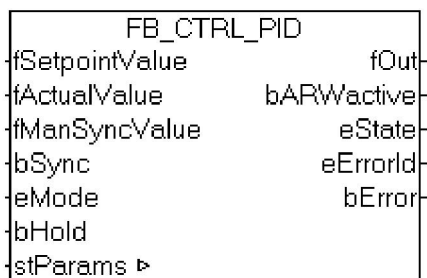 FB_CTRL_PID
fSetpointValue fOut
fActualValue bARWactive
fManSyncValue eState
bSync eErrorId
eMode bError
bHold
stParams ▹